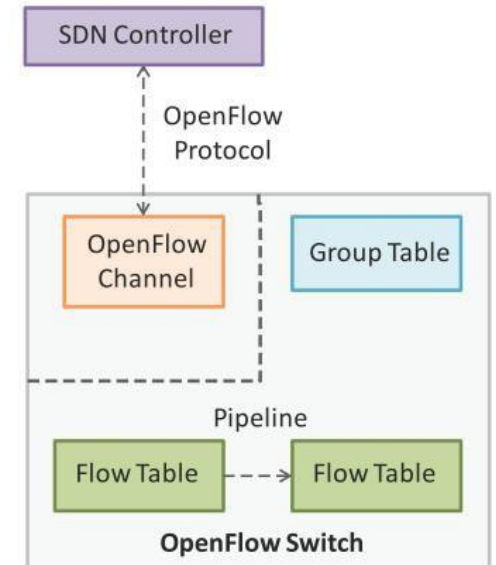 SDN Controller
OpenFlow
Protocol
OpenFlow
Channel
Group Table
Pipeline
Flow Table
Flow Table
OpenFlow Switch